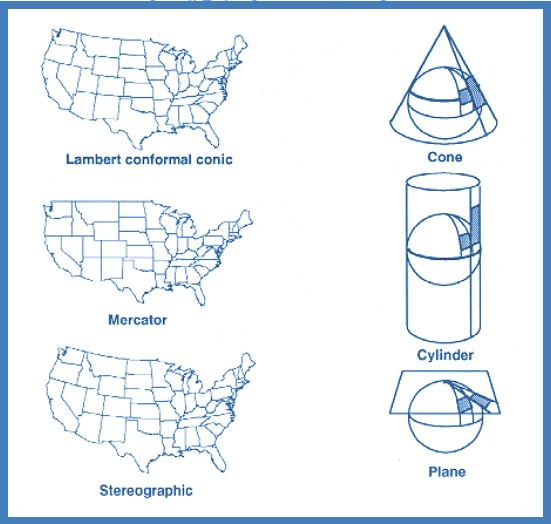 Lambert conformal conic
Cone
Mercator
Cylinder
Stereographic
Plane